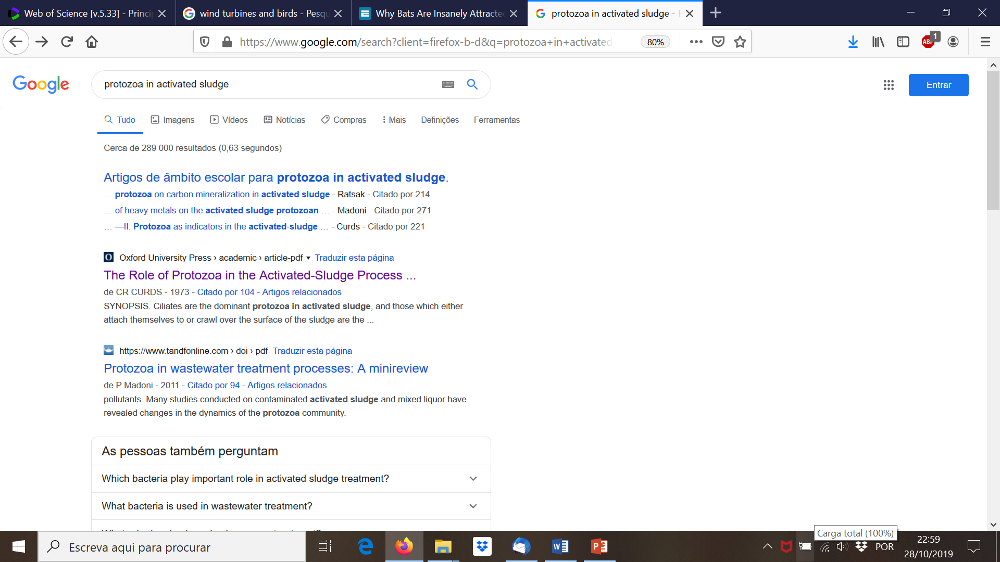 Web of Science [v.5.33] - Princi
wind turbines and birds - Pesqu
Why Bats Are Insanely Attracte
protozoa in activated sludge -
https://www.google.com/search?client=firefox-b-d&q=protozoa+in+activated
80%
ABP
1
Google
protozoa in activated sludge
Entrar
Tudo
Imagens
Vídeos
Notícias
Compras
Mais
Definições
Ferramentas
Cerca de 289 000 resultados (0,63 segundos)
Artigos de âmbito escolar para protozoa in activated sludge.
... protozoa on carbon mineralization in activated sludge - Ratsak - Citado por 214
... of heavy metals on the activated sludge protozoan ... - Madoni - Citado por 271
... —II. Protozoa as indicators in the activated-sludge ... - Curds - Citado por 221
Oxford University Press › academic › article-pdf ▾ Traduzir esta página
The Role of Protozoa in the Activated-Sludge Process ...
de CR CURDS - 1973 - Citado por 104 - Artigos relacionados
SYNOPSIS. Ciliates are the dominant protozoa in activated sludge, and those which either
attach themselves to or crawl over the surface of the sludge are the ...
https://www.tandfonline.com › doi › pdf- Traduzir esta página
Protozoa in wastewater treatment processes: A minireview
de P Madoni - 2011 - Citado por 94 - Artigos relacionados
pollutants. Many studies conducted on contaminated activated sludge and mixed liquor have
revealed changes in the dynamics of the protozoa community.
As pessoas também perguntam
Which bacteria play important role in activated sludge treatment?
What bacteria is used in wastewater treatment?
Carga total (100%)
Escreva aqui para procurar
POR
22:59
28/10/2019